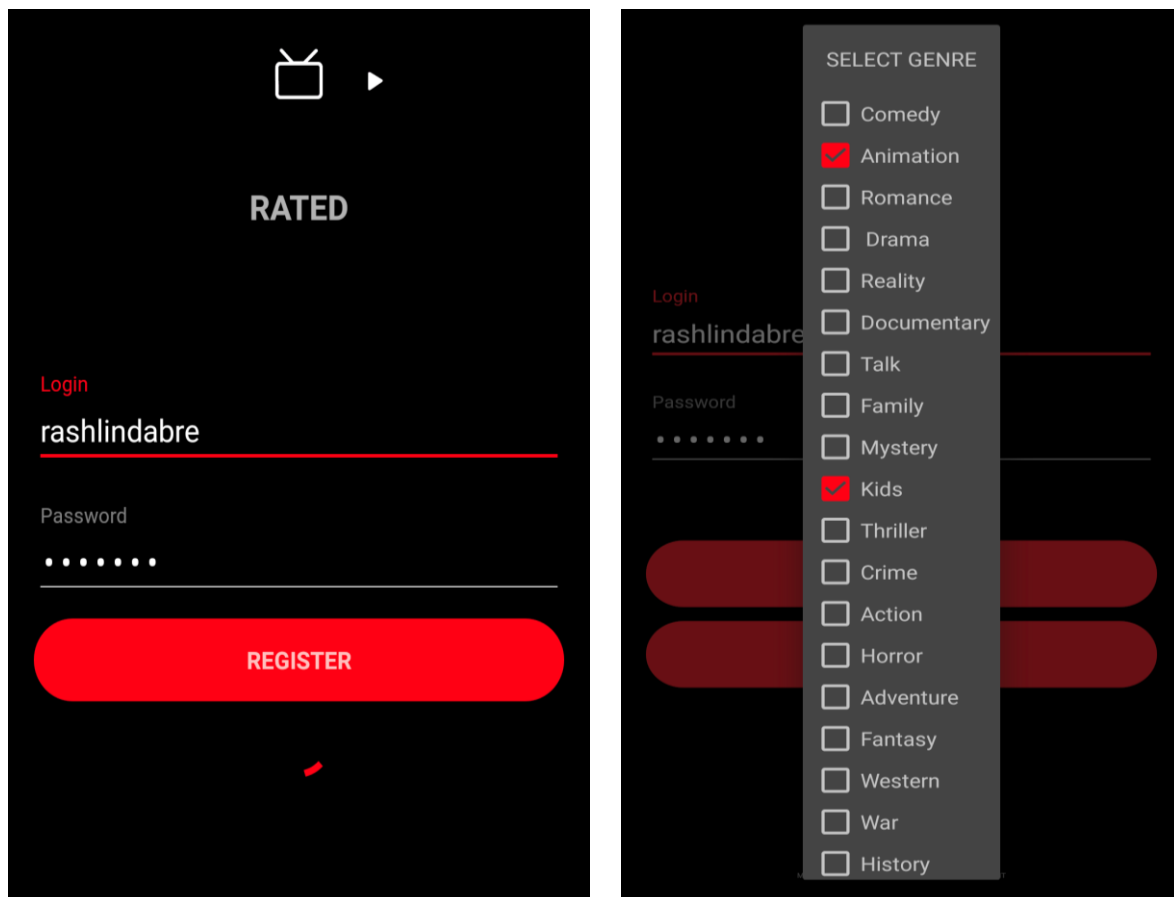 RATED
Login
rashlindabre
Password
•••••••
REGISTER
SELECT GENRE
Comedy
Animation
Romance
Drama
Reality
Documentary
Talk
Family
Mystery
Kids
Thriller
Crime
Action
Horror
Adventure
Fantasy
Western
War
History
Login
rashlindabre
Password
•••••••